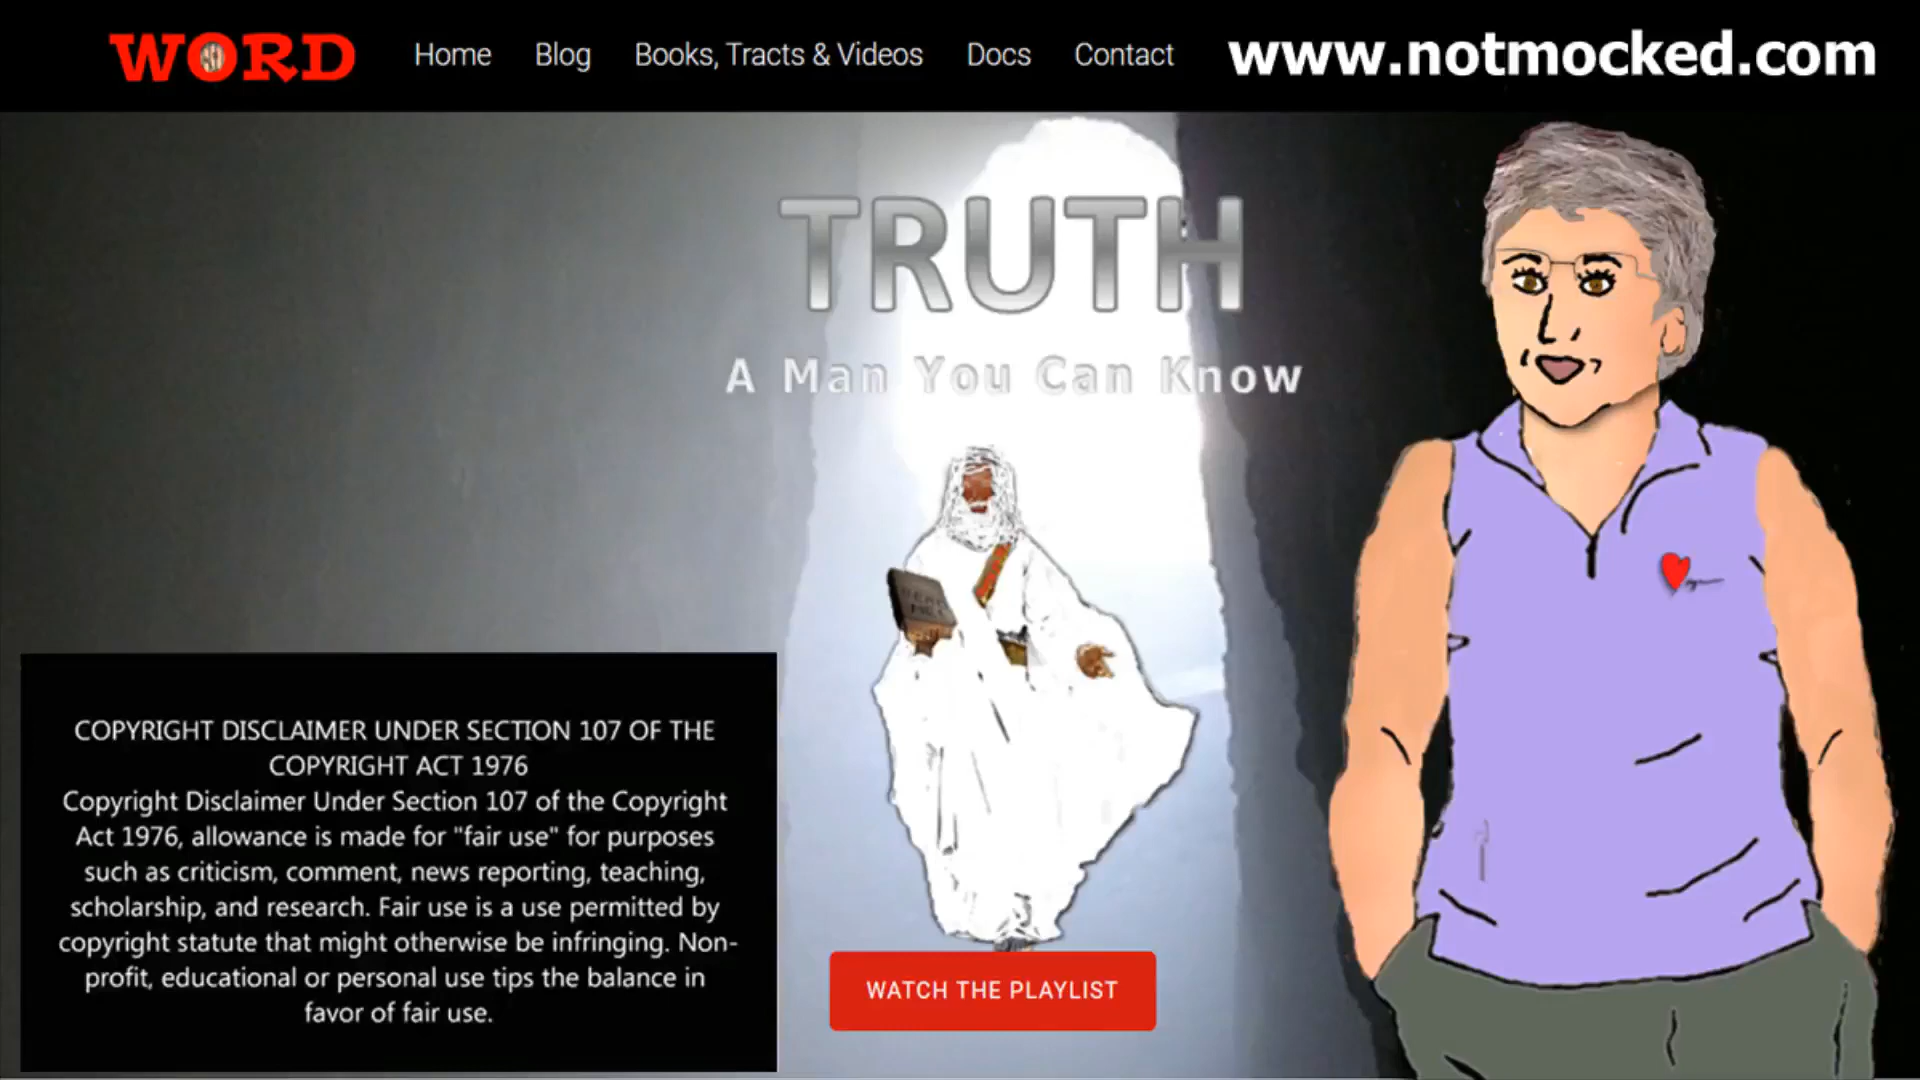 WORD
Home Blog Books, Tracts & Videos Docs Contact www.notmocked.com
TRUTH
A Man You Can Know
COPYRIGHT DISCLAIMER UNDER SECTION 107 OF THE
COPYRIGHT ACT 1976
Copyright Disclaimer Under Section 107 of the Copyright
Act 1976, allowance is made for "fair use" for purposes
such as criticism, comment, news reporting, teaching,
scholarship, and research. Fair use is a use permitted by
copyright statute that might otherwise be infringing. Non-
profit, educational or personal use tips the balance in
favor of fair use.
WATCH THE PLAYLIST